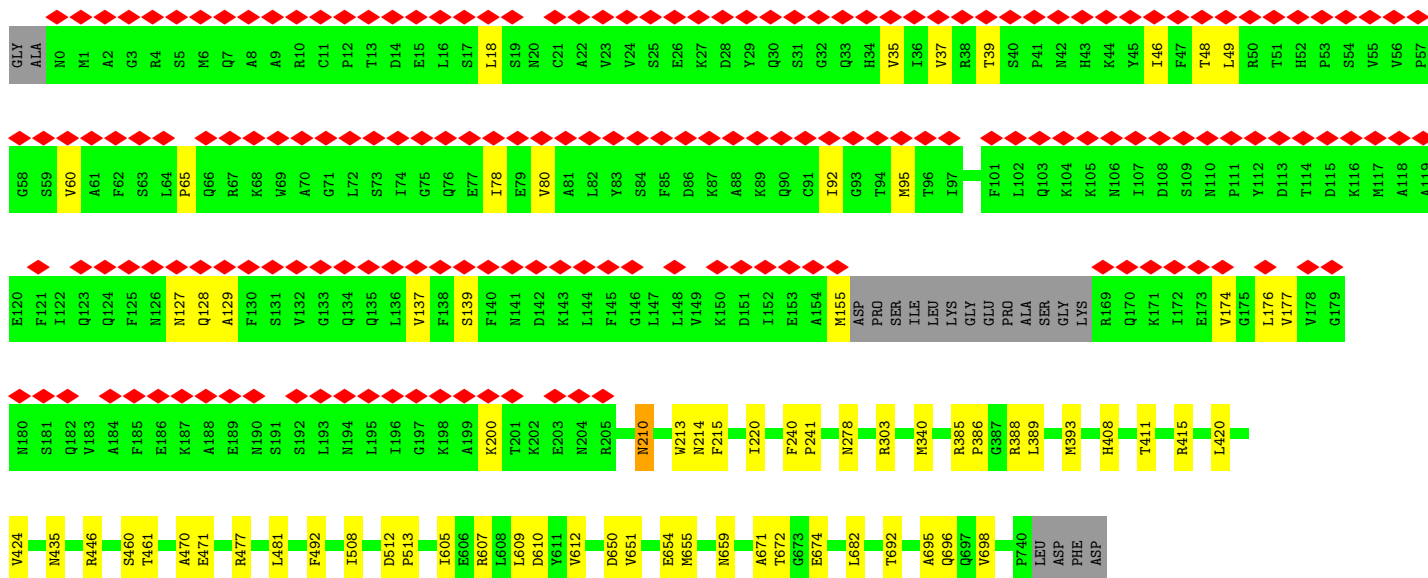 GLY ALA N0 M1 A2 G3 R4 S5 M6 Q7 A8 A9 R10 C11 P12 T13 D14 E15 L16 S17 L18 S19 N20 C21 A22 V23 V24 S25 E26 K27 D28 Y29 Q30 S31 G32 Q33 H34 V35 I36 V37 R38 T39 S40 P41 N42 H43 K44 Y45 I46 F47 T48 L49 R50 T51 H52 P53 S54 V55 V56 P57
G58 S59 V60 A61 F62 S63 L64 P65 Q66 R67 K68 W69 A70 G71 L72 S73 I74 G75 Q76 E77 I78 E79 V80 A81 L82 Y83 S84 F85 D86 K87 A88 K89 Q90 C91 I92 G93 T94 M95 T96 I97 F101 L102 Q103 K104 K105 N106 I107 D108 S109 N110 P111 Y112 D113 T114 D115 K116 M117 A118 A119
E120 F121 I122 Q123 Q124 F125 N126 N127 Q128 A129 F130 S131 V132 G133 Q134 Q135 L136 V137 F138 S139 F140 N141 D142 K143 L144 F145 G146 L147 L148 V149 K150 D151 I152 E153 A154 M155 ASP PRO SER ILE LEU LYS GLY GLU PRO ALA SER GLY LYS R169 Q170 K171 I172 E173 V174 G175 L176 V177 V178 G179
N180 S181 Q182 V183 A184 F185 E186 K187 A188 E189 N190 S191 S192 L193 N194 L195 I196 G197 K198 A199 K200 T201 K202 E203 N204 R205 N210 W213 N214 F215 I220 F240 P241 N278 R303 M340 R385 P386 G387 R388 L389 M393 H408 T411 R415 L420
V424 N435 R446 S460 T461 A470 E471 R477 L481 F492 I508 D512 P513 I605 E606 R607 L608 L609 D610 Y611 V612 D650 V651 E654 M655 N659 A671 T672 G673 E674 L682 T692 A695 Q696 Q697 V698 P740 LEU ASP PHE ASP